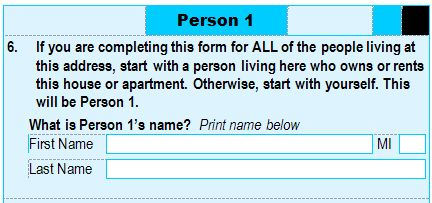 Person 1
6. If you are completing this form for ALL of the people living at
this address, start with a person living here who owns or rents
this house or apartment. Otherwise, start with yourself. This
will be Person 1.
What is Person 1's name? Print name below
First Name MI
Last Name